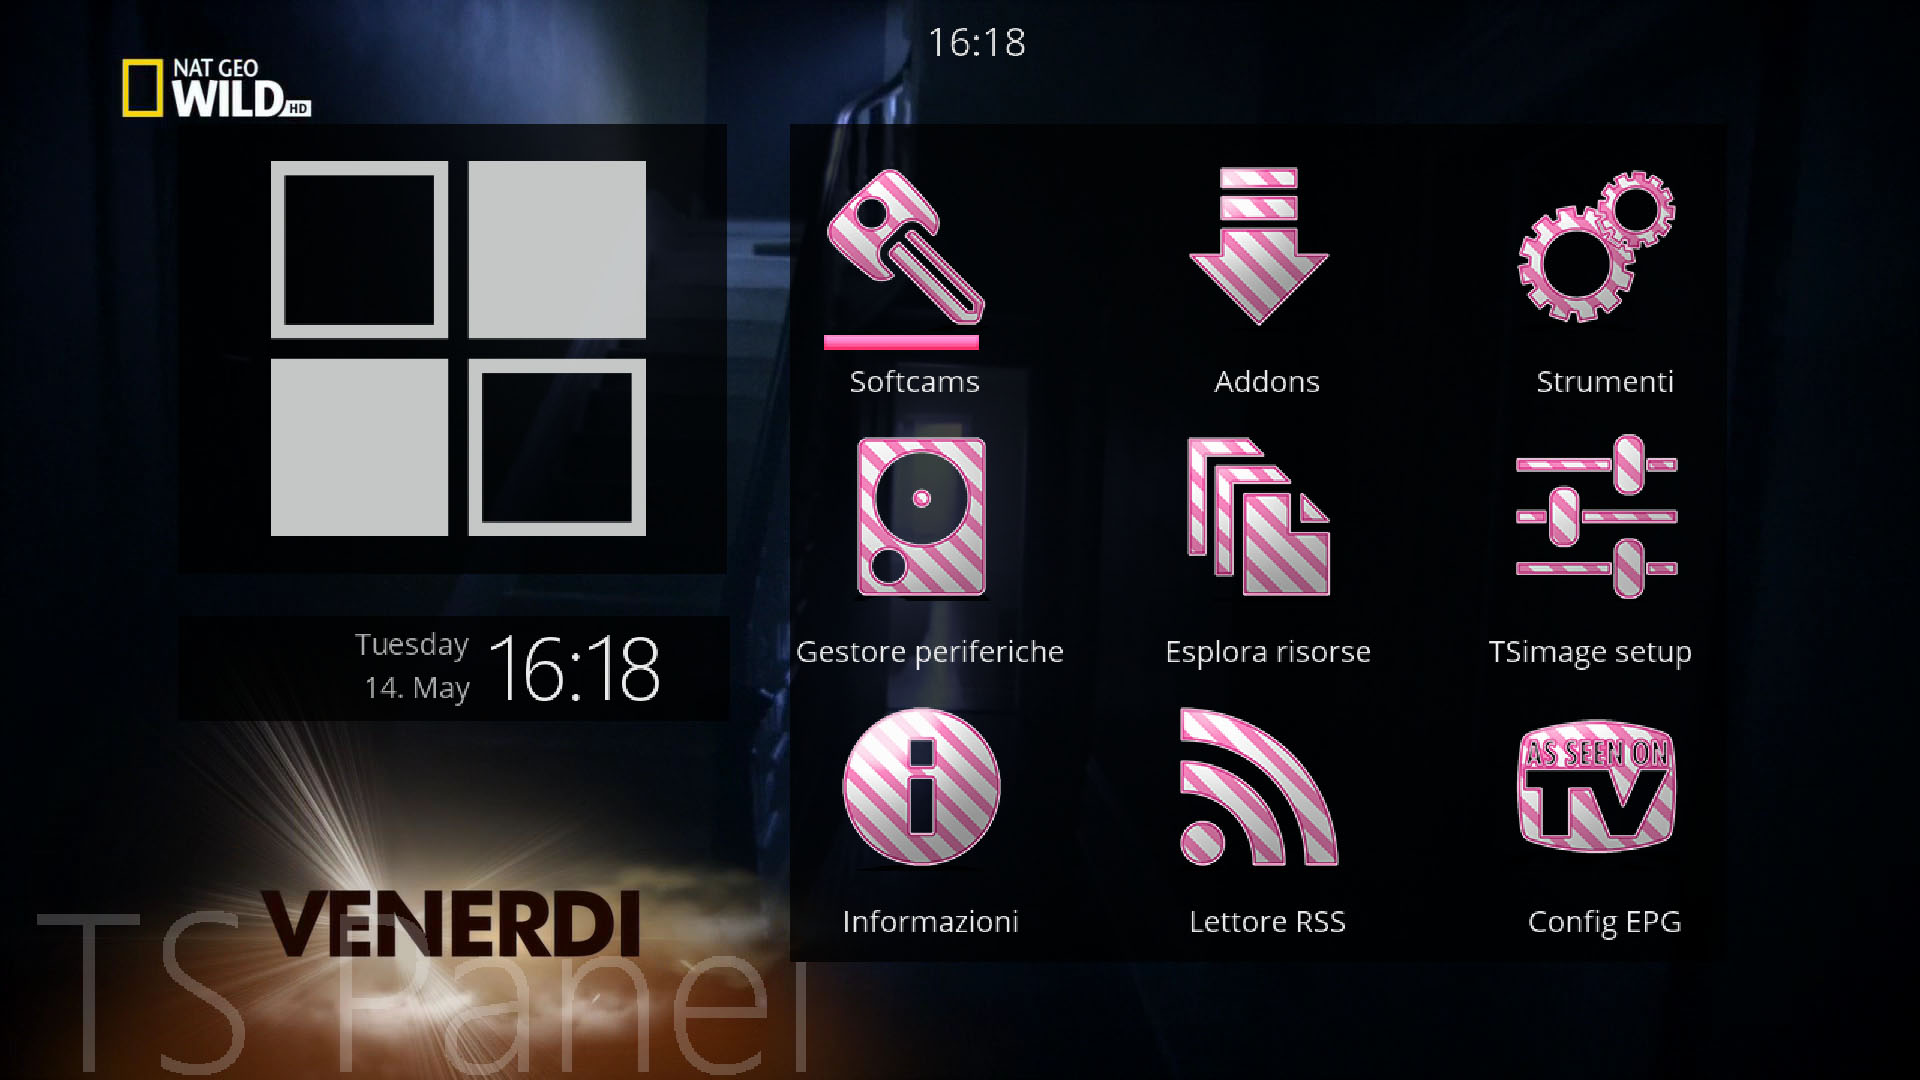 16:18
NAT GEO
WILD HD
Softcams
Addons
Strumenti
Gestore periferiche
Esplora risorse
TSimage setup
Tuesday
14. May
16:18
AS SEEN ON
TV
Informazioni
Lettore RSS
Config EPG
VENERDI
TS Panel